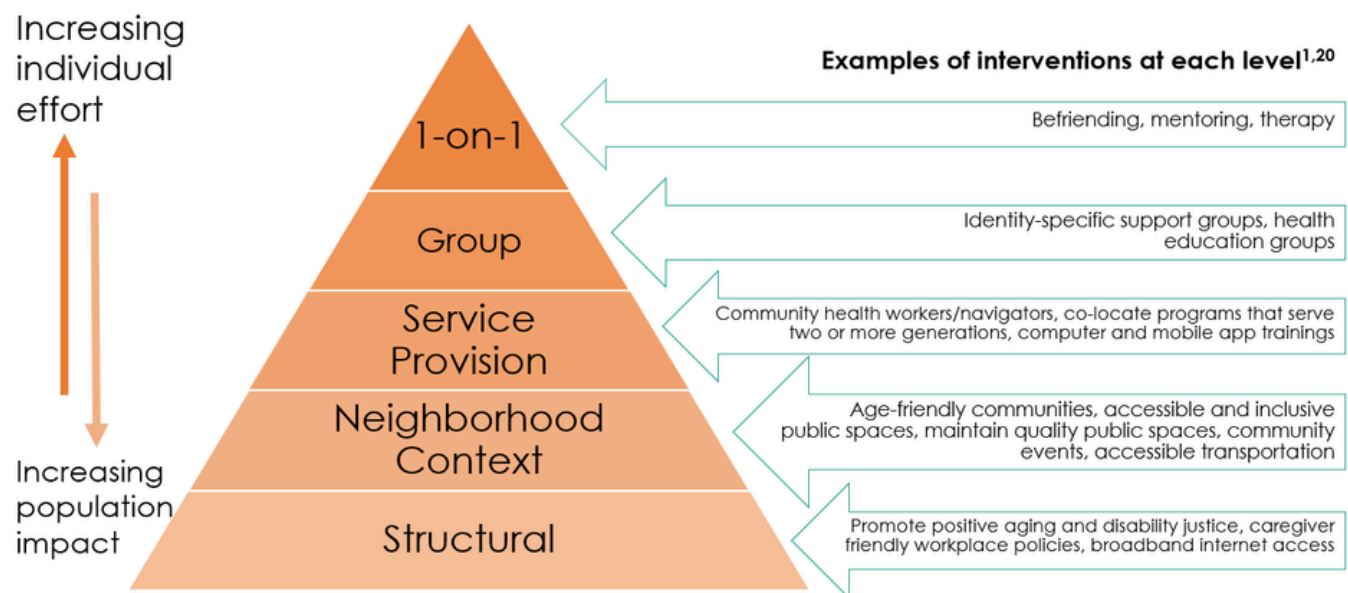 Increasing
individual
effort
Increasing
population
impact
1-on-1
Group
Service
Provision
Neighborhood
Context
Structural
Examples of interventions at each level1,20
Befriending, mentoring, therapy
Identity-specific support groups, health
education groups
Community health workers/navigators, co-locate programs that serve
two or more generations, computer and mobile app trainings
Age-friendly communities, accessible and inclusive
public spaces, maintain quality public spaces, community
events, accessible transportation
Promote positive aging and disability justice, caregiver
friendly workplace policies, broadband internet access